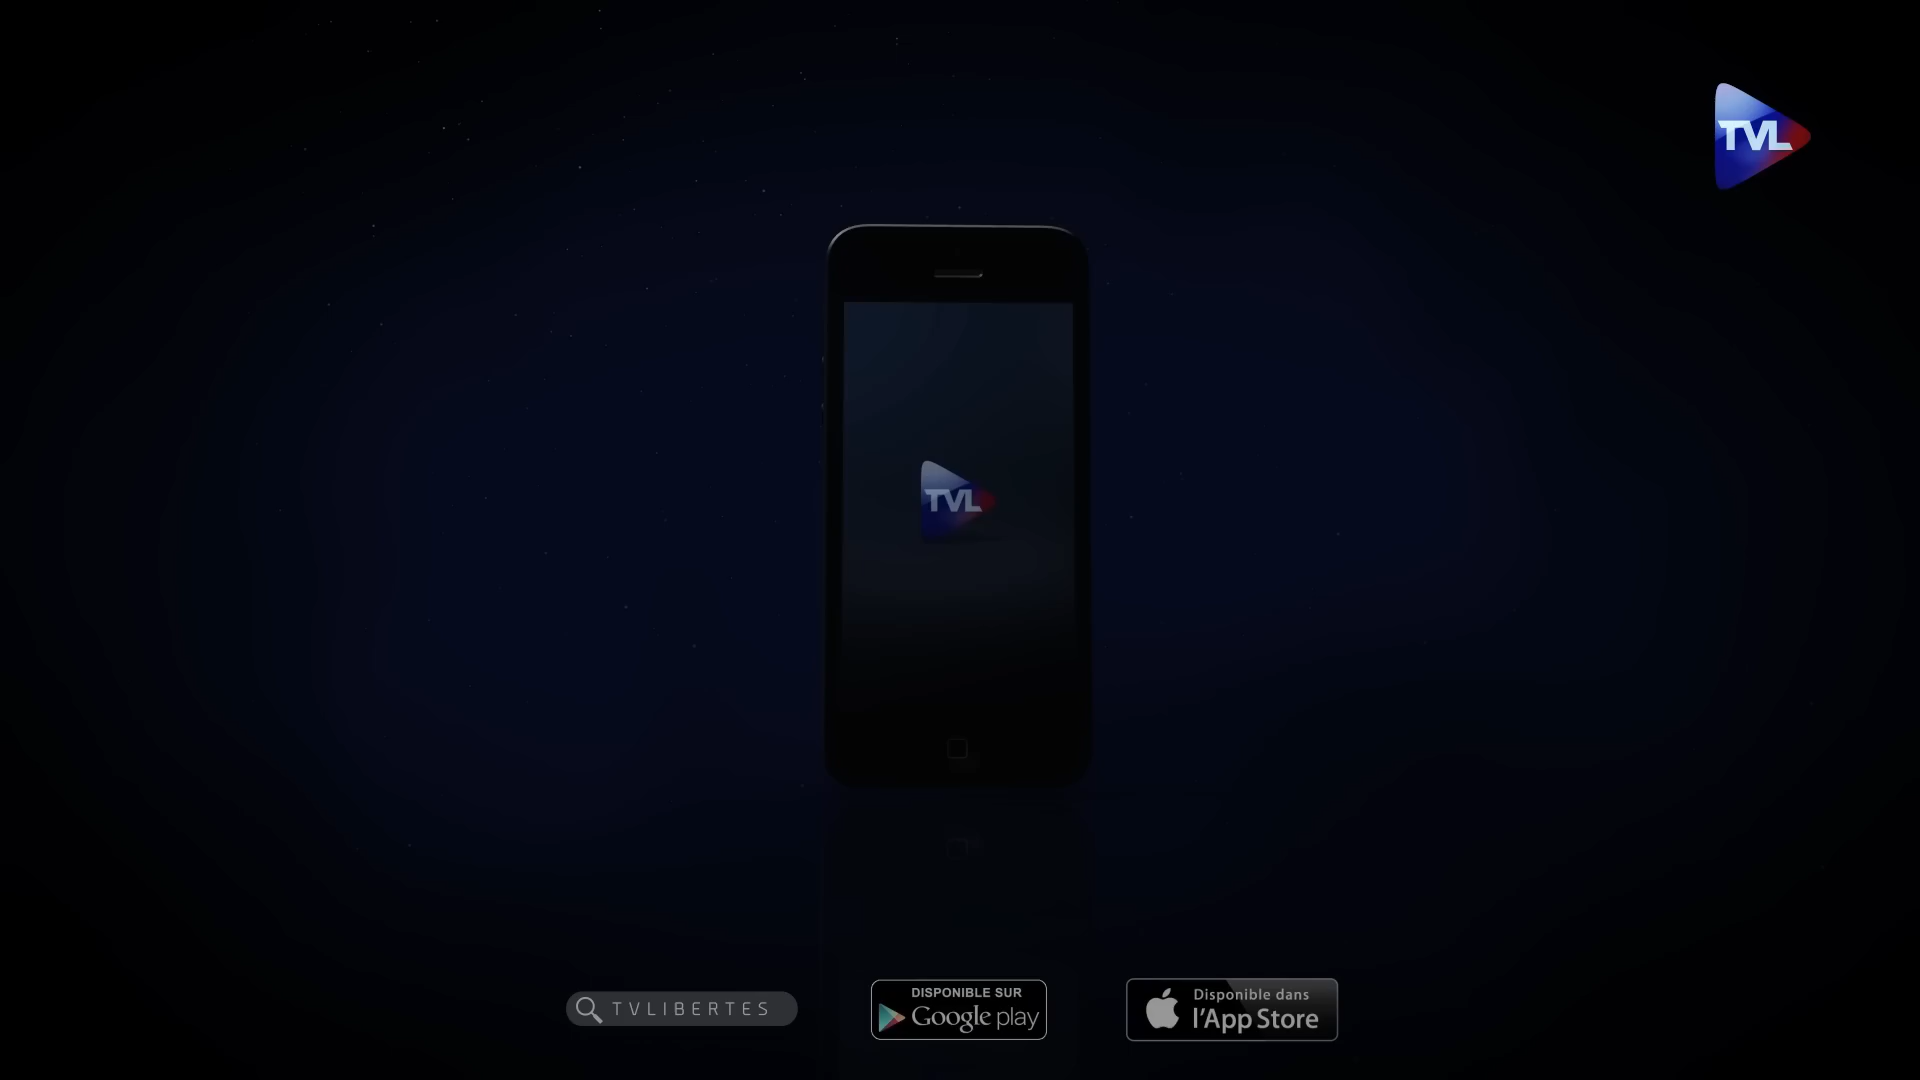 TVL
TVL
TVLIBERTES
DISPONIBLE SUR
Google play
Disponible dans
l'App Store